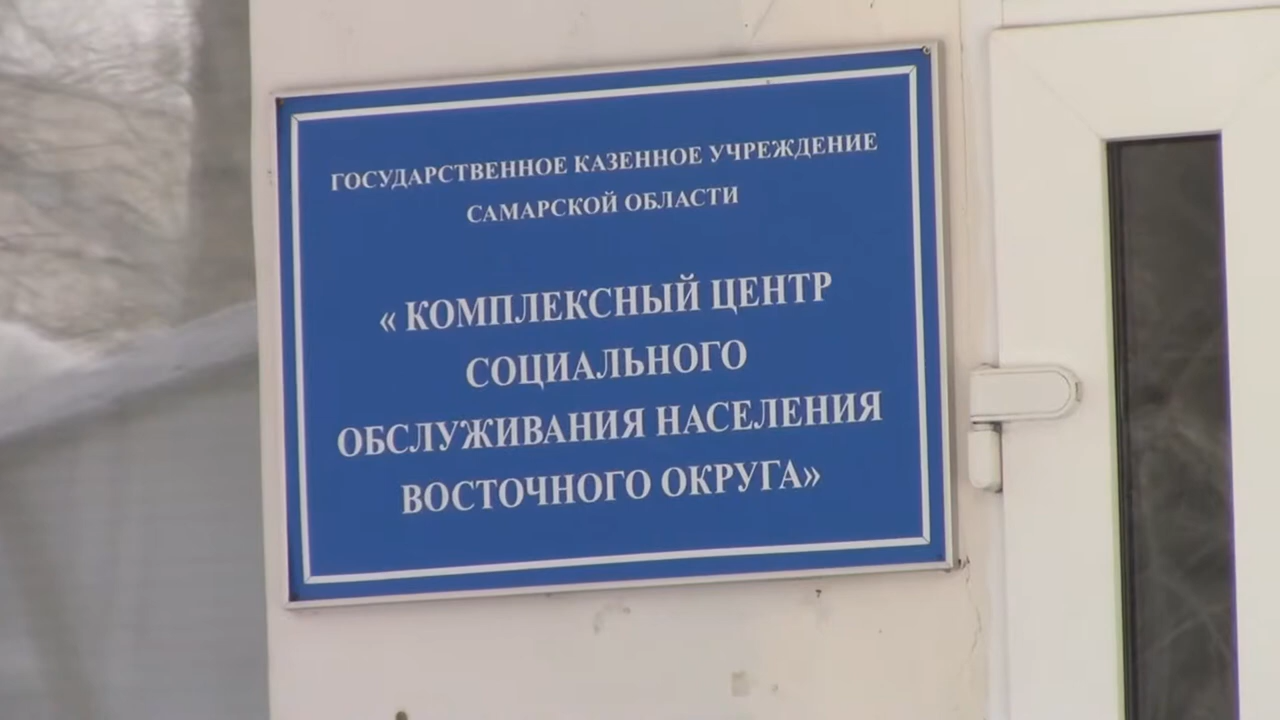 ГОСУДАРСТВЕННОЕ КАЗЕННОЕ УЧРЕЖДЕНИЕ
САМАРСКОЙ ОБЛАСТИ
« КОМПЛЕКСНЫЙ ЦЕНТР
СОЦИАЛЬНОГО
ОБСЛУЖИВАНИЯ НАСЕЛЕНИЯ
ВОСТОЧНОГО ОКРУГА»